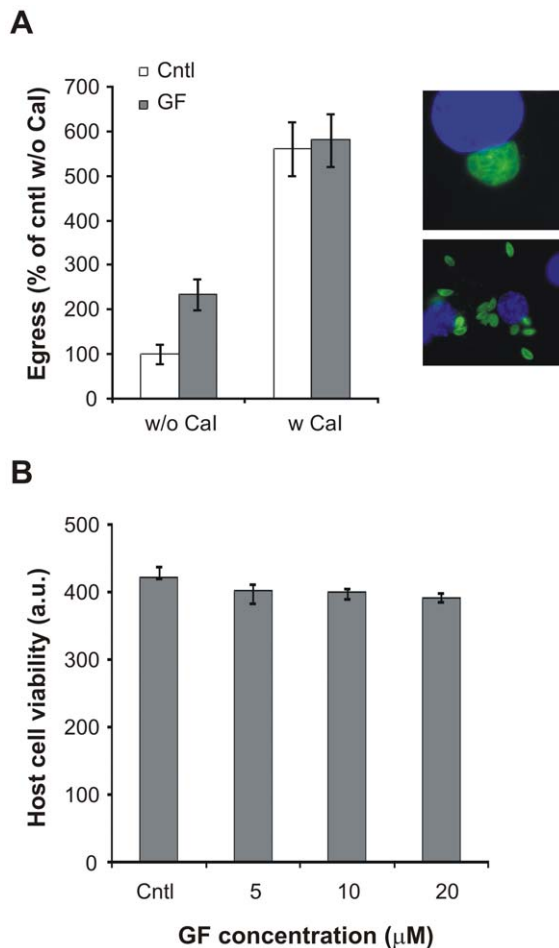 A
Egress (% of cntl w/o Cal)
700
600
500
400
300
200
100
0
Cntl
GF
w/o Cal
w Cal
B
Host cell viability (a.u.)
500
400
300
200
100
0
Cntl
5
10
20
GF concentration (μM)